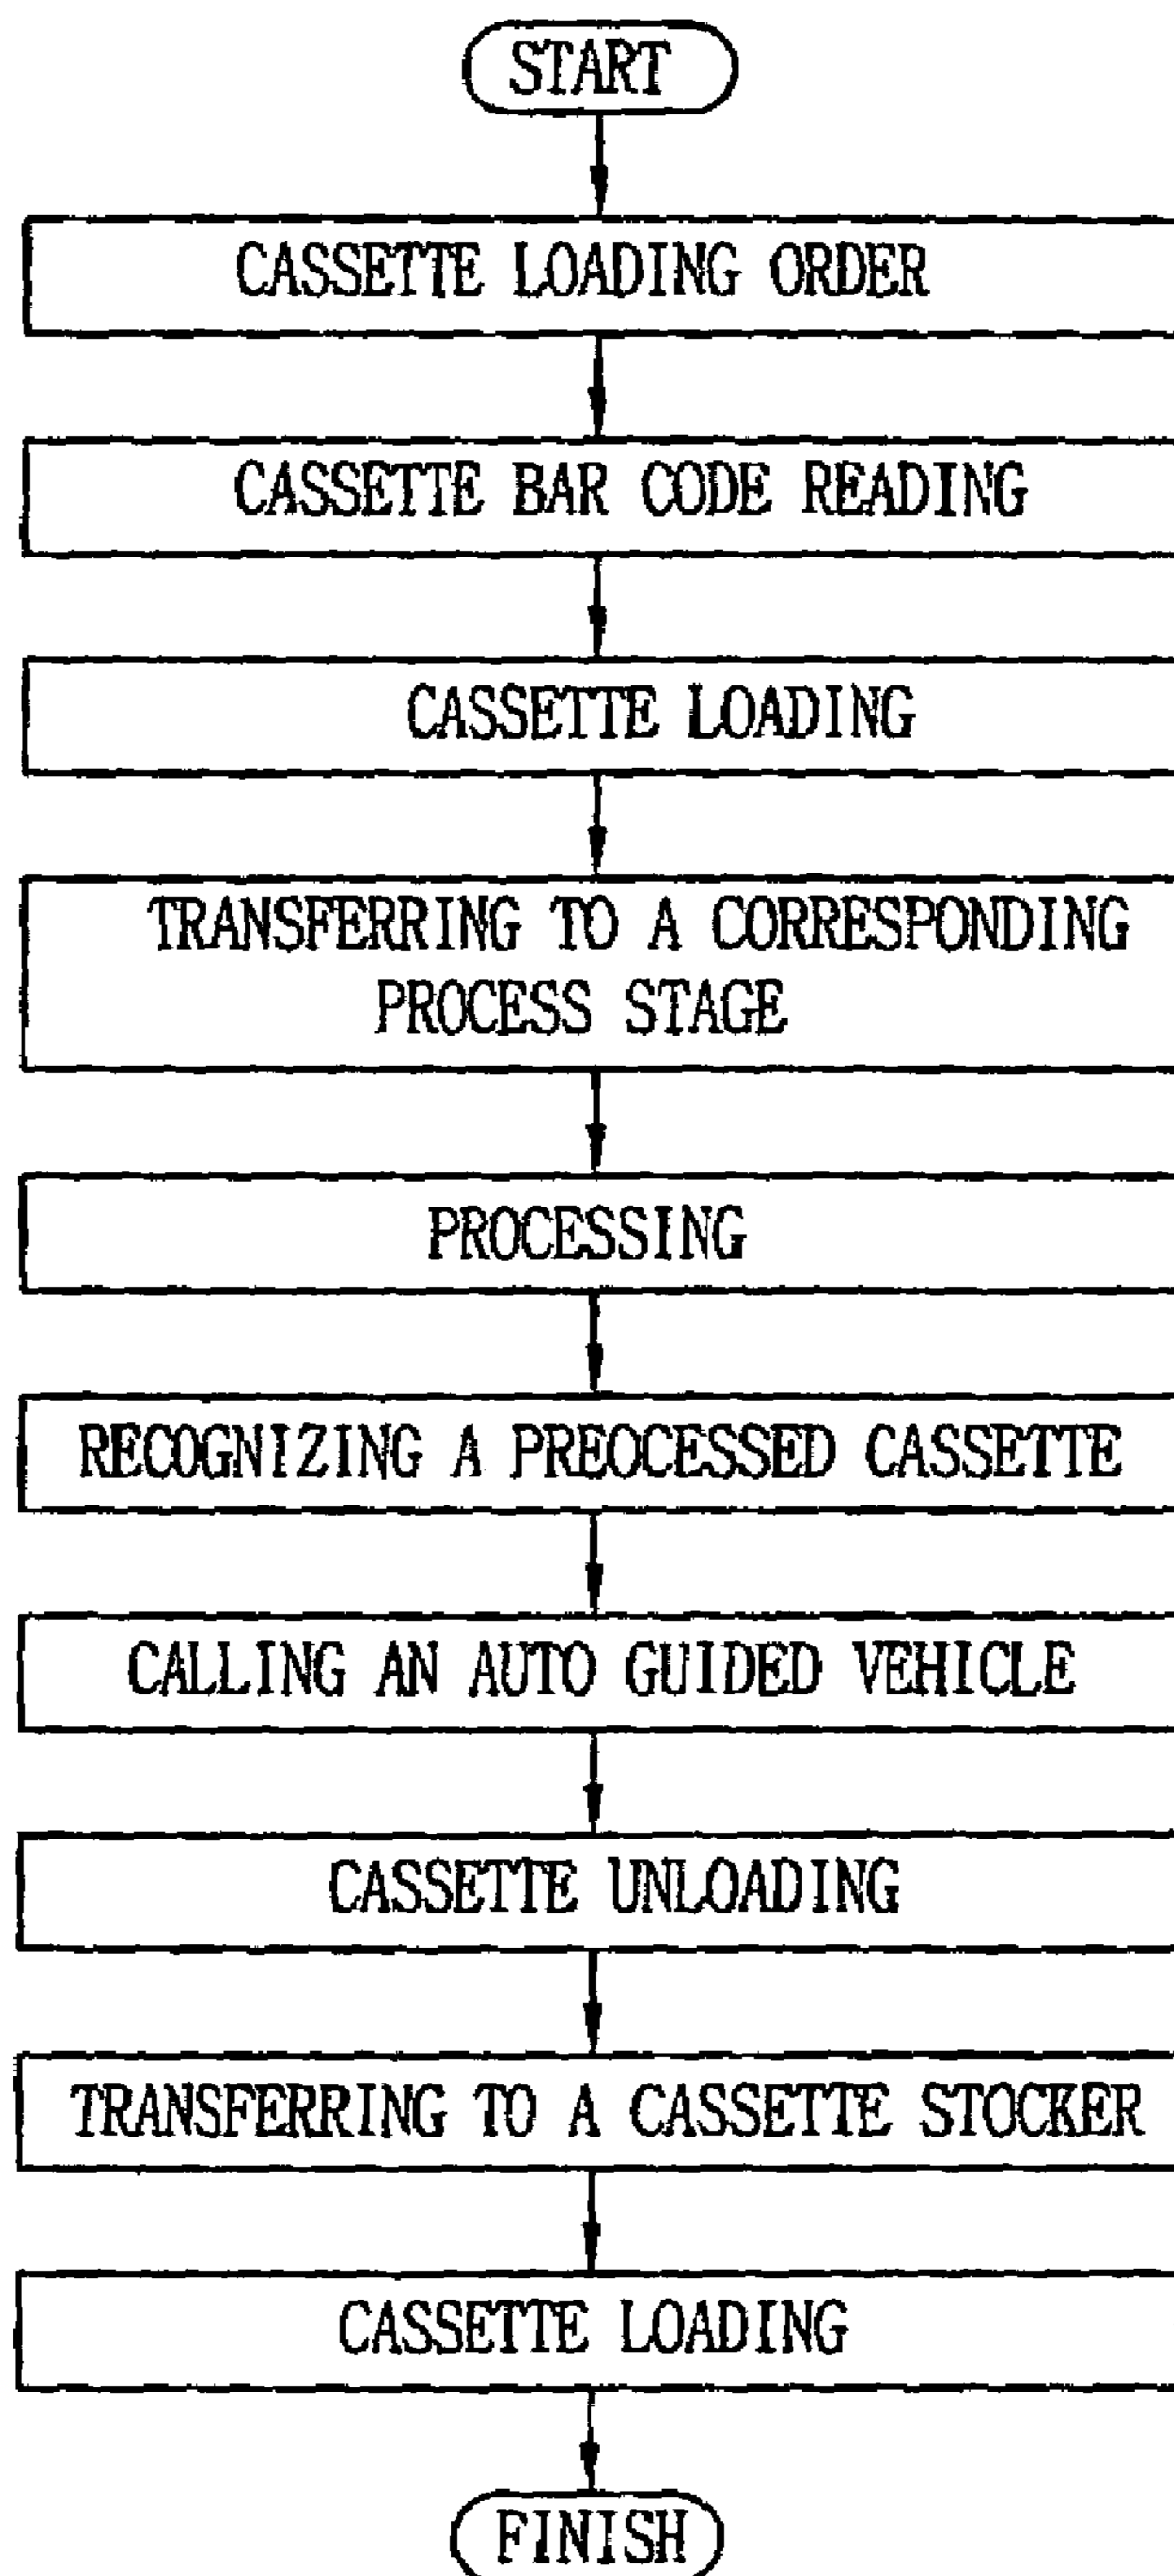 START
CASSETTE LOADING ORDER
CASSETTE BAR CODE READING
CASSETTE LOADING
TRANSFERRING TO A CORRESPONDING
PROCESS STAGE
PROCESSING
RECOGNIZING A PREOCESSED CASSETTE
CALLING AN AUTO GUIDED VEHICLE
CASSETTE UNLOADING
TRANSFERRING TO A CASSETTE STOCKER
CASSETTE LOADING
FINISH